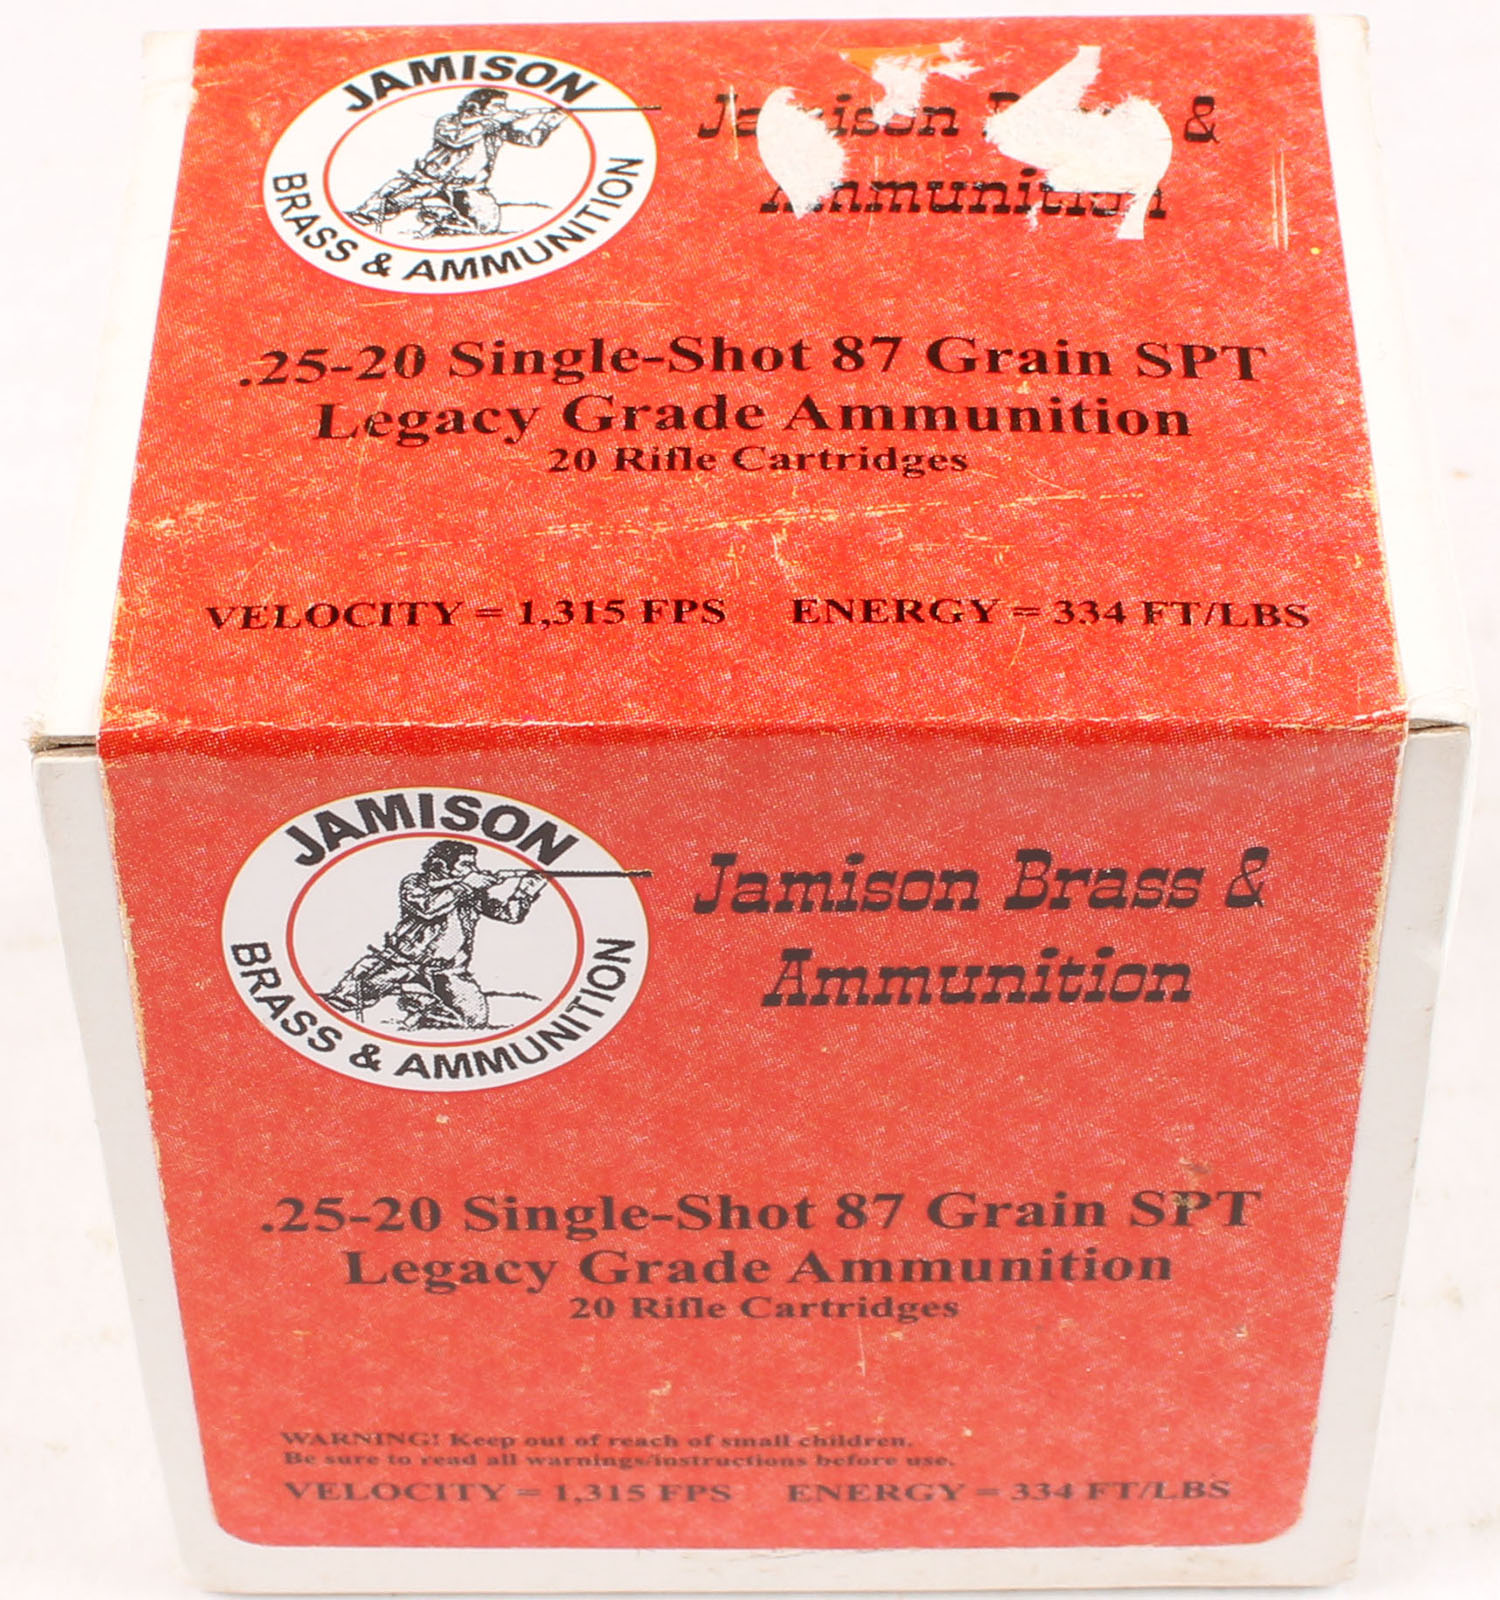 JAMISON
BRASS & AMMUNITION
&
.25-20 Single-Shot 87 Grain SPT
Legacy Grade Ammunition
20 Rifle Cartridges
VELOCITY = 1,315 FPS ENERGY = 334 FT/LBS
JAMISON
BRASS & AMMUNITION
Jamison Brass &
Ammunition
.25-20 Single-Shot 87 Grain SPT
Legacy Grade Ammunition
20 Rifle Cartridges
WARNING! Keep out of reach of small children.
Be sure to read all warnings/instructions before use.
VELOCITY = 1,315 FPS ENERGY = 334 FT/LBS